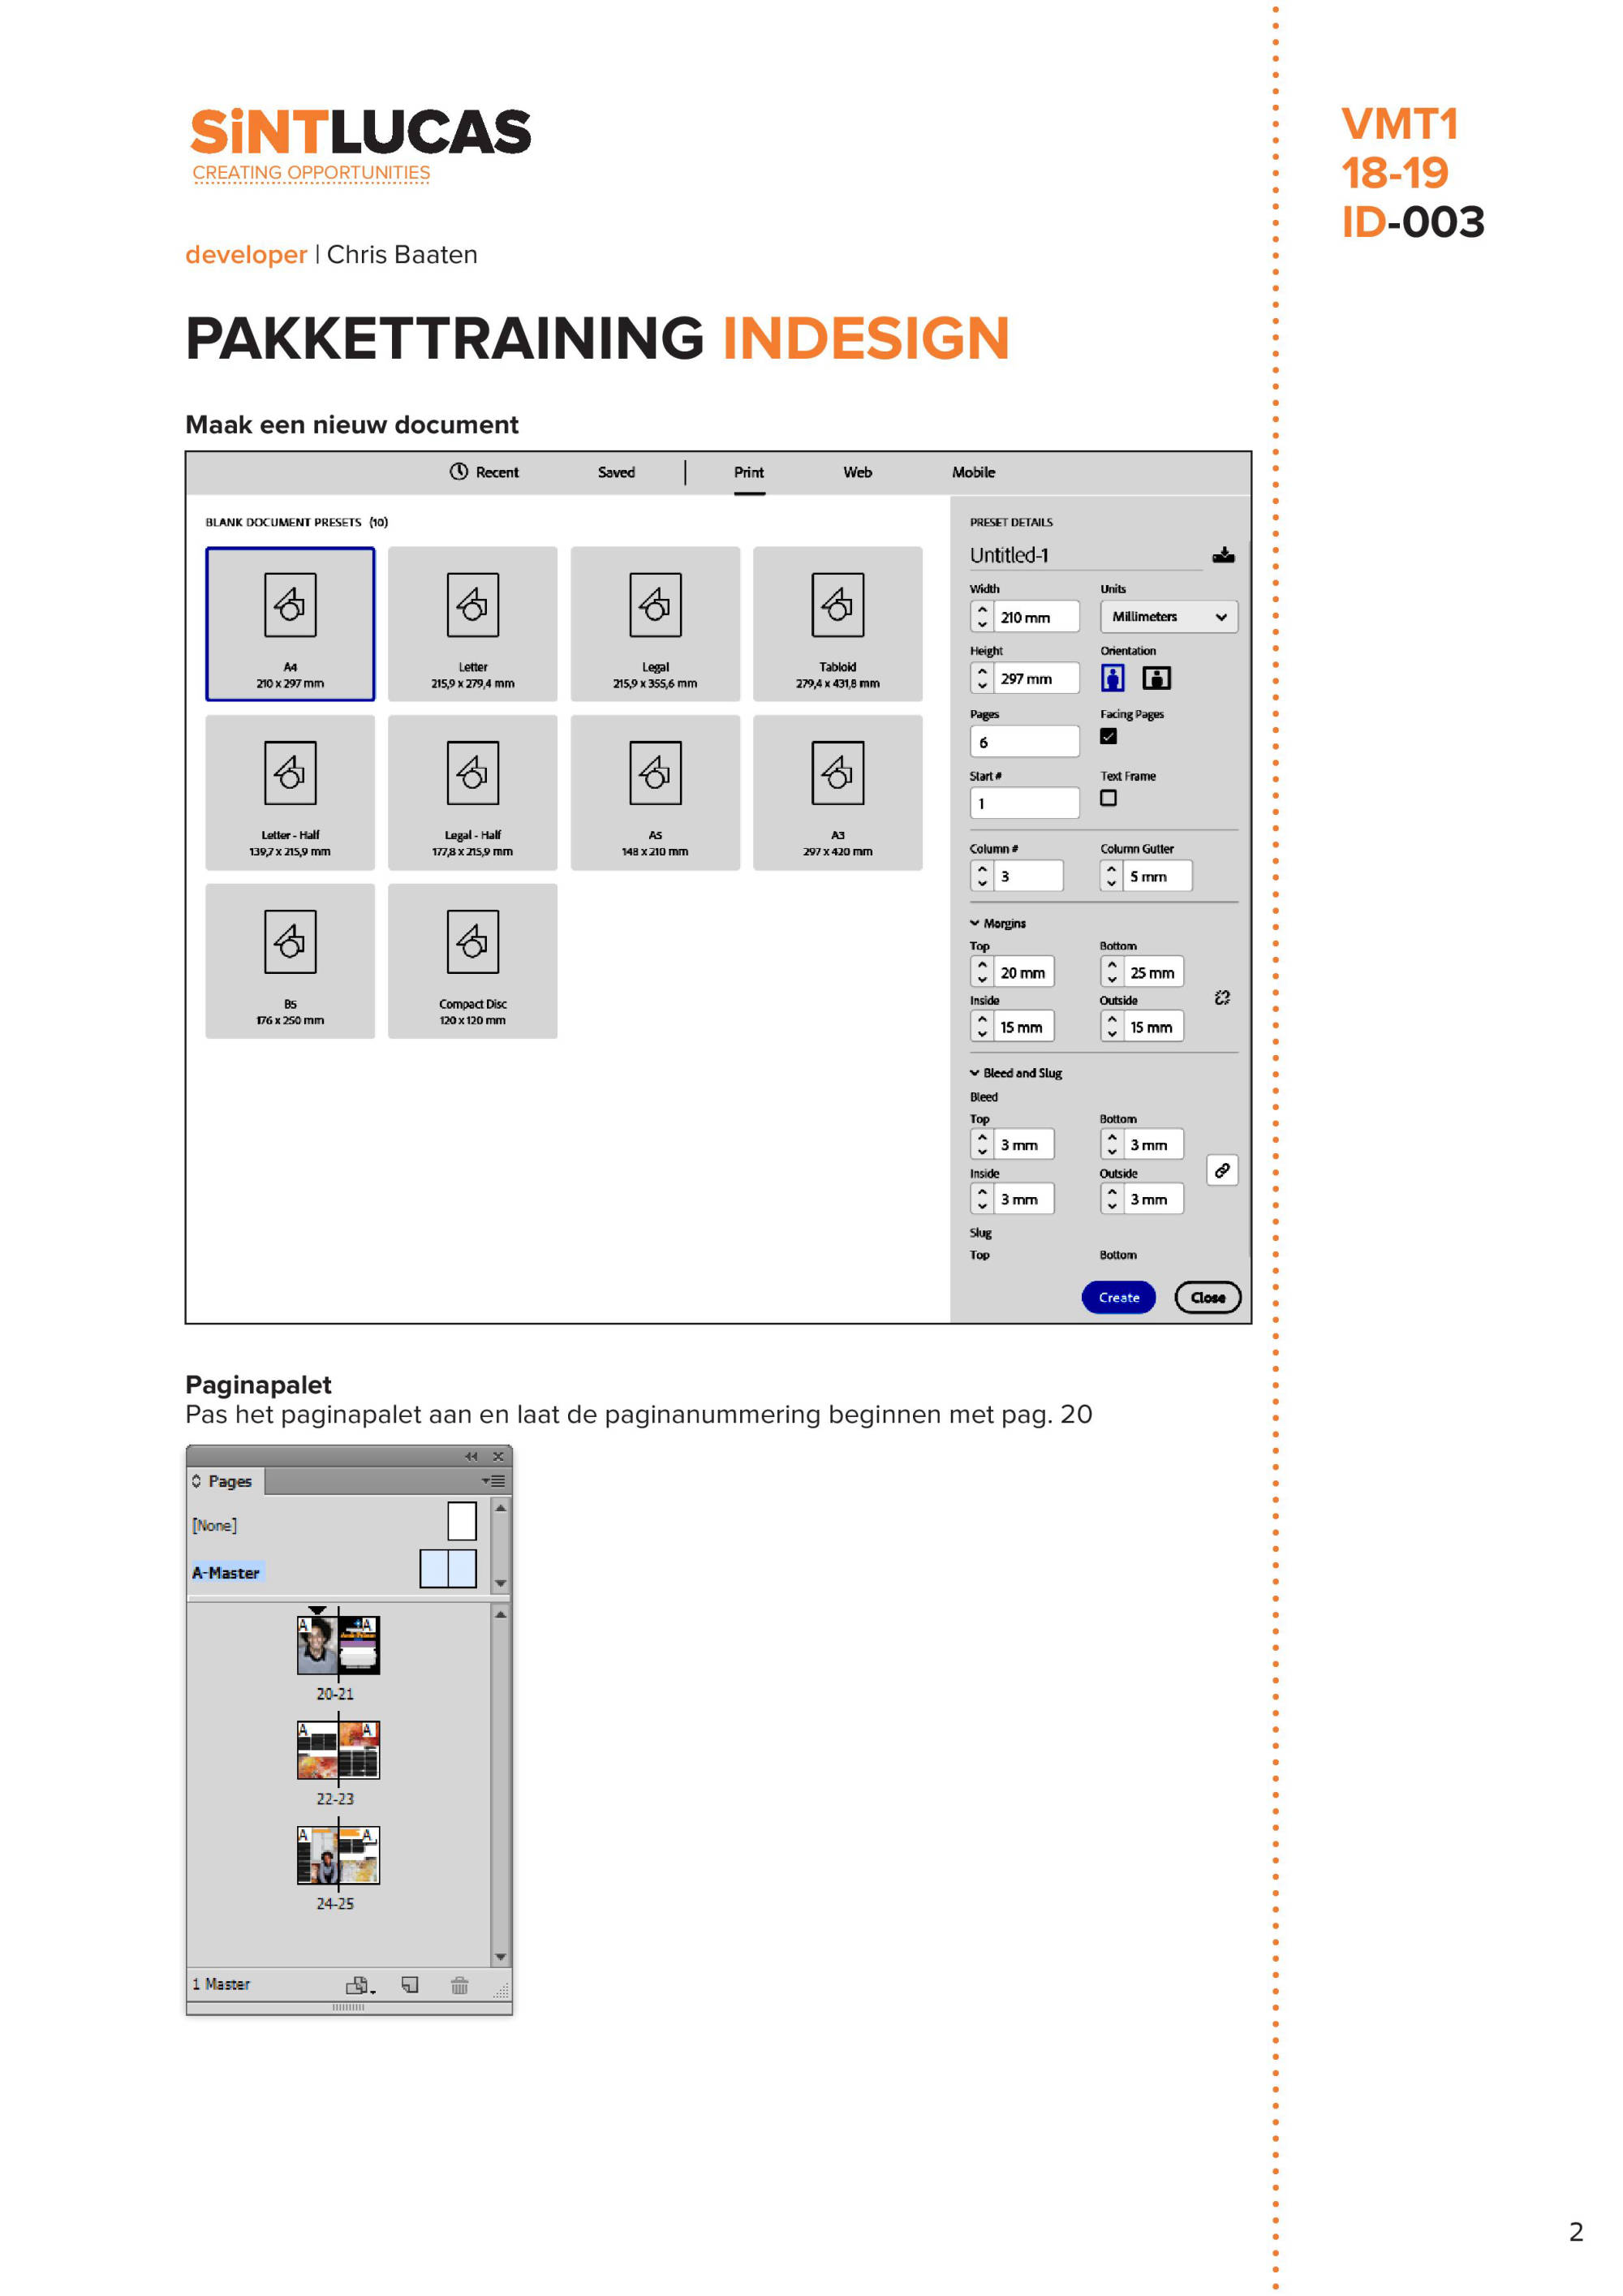 SiNTLUCAS
CREATING OPPORTUNITIES
VMT1
18-19
ID-003
developer | Chris Baaten
PAKKETTRAINING INDESIGN
Maak een nieuw document
Recent Saved Print Web Mobile
BLANK DOCUMENT PRESETS (10)
A4
210 x 297 mm
Letter
215,9 x 279,4 mm
Legal
215,9 x 355,6 mm
Tabloid
279,4 x 431,8 mm
Letter - Half
139,7 x 215,9 mm
Legal - Half
177,8 x 215,9 mm
A5
148 x 210 mm
A3
297 x 420 mm
B5
176 x 250 mm
Compact Disc
120 x 120 mm
PRESET DETAILS
Untitled-1
Width Units
210 mm Millimeters
Height Orientation
297 mm
Pages Facing Pages
6
Start # Text Frame
1
Column # Column Gutter
3 5 mm
Margins
Top Bottom
20 mm 25 mm
Inside Outside
15 mm 15 mm
Bleed and Slug
Bleed
Top Bottom
3 mm 3 mm
Inside Outside
3 mm 3 mm
Slug
Top Bottom
Create Close
Paginapalet
Pas het paginapalet aan en laat de paginanummering beginnen met pag. 20
Pages
[None]
A-Master
A A
20-21
A A
22-23
A A
24-25
1 Master
2